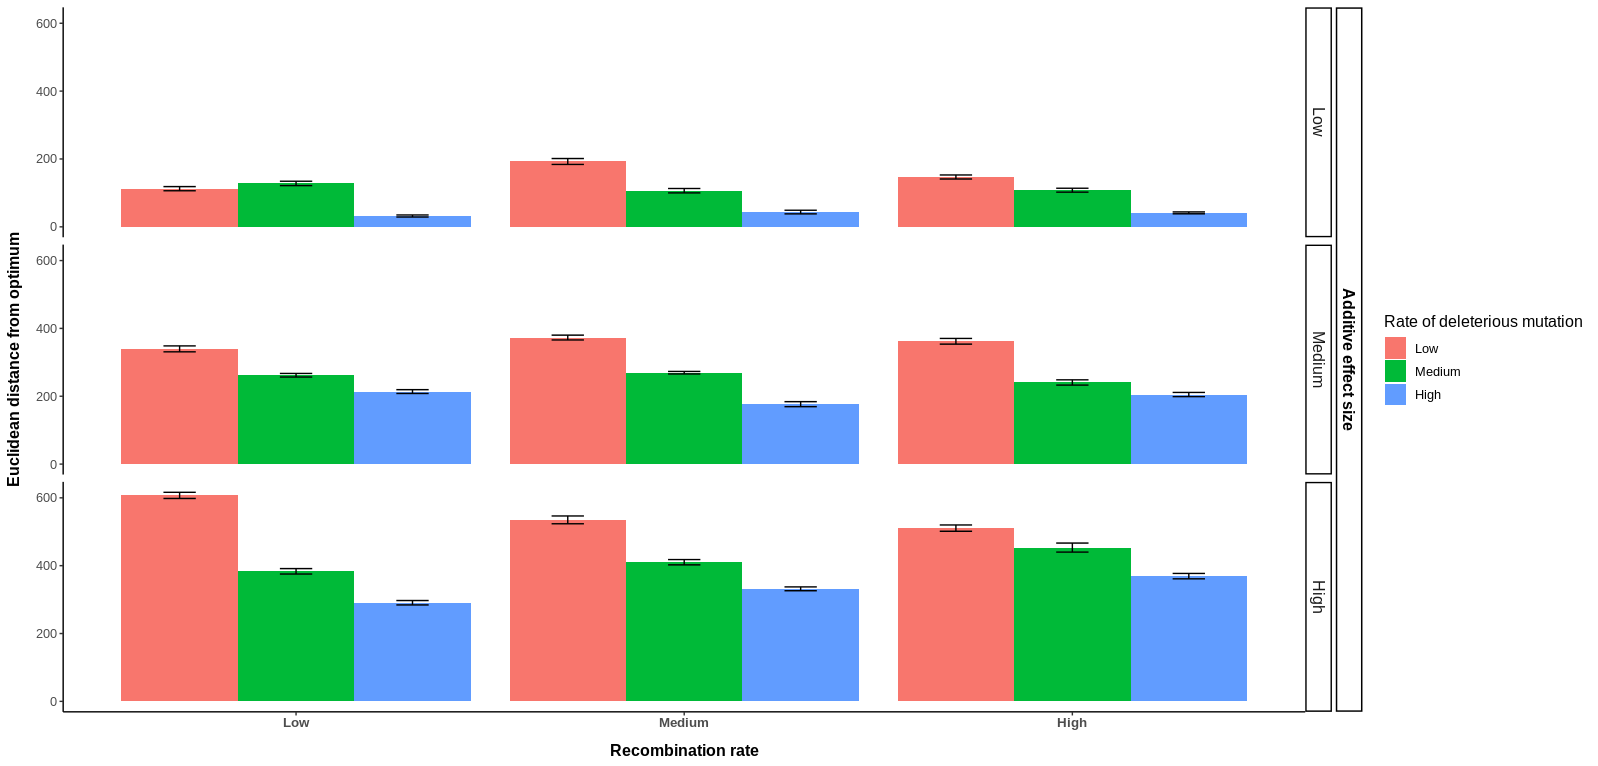 Euclidean distance from optimum
600
400
200
0
Low
600
400
200
0
Medium
600
400
200
0
High
Additive effect size
Low
Medium
High
Recombination rate
Rate of deleterious mutation
Low
Medium
High